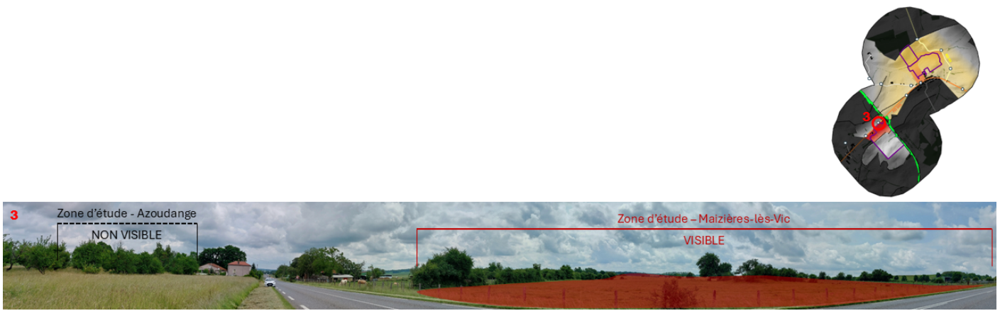 3
3
Zone d’étude - Azoudange
NON VISIBLE
Zone d’étude – Maizières-lès-Vic
VISIBLE